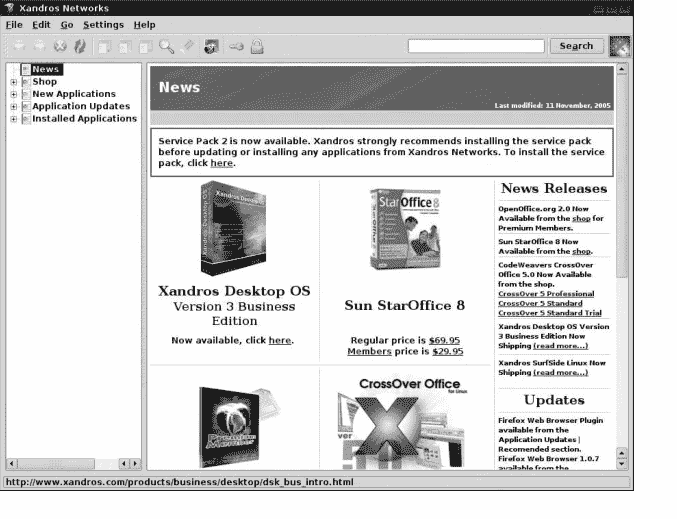 Xandros Networks
File Edit Go Settings Help
Search
News
Shop
New Applications
Application Updates
Installed Applications
News
Last modified: 11 November, 2005
Service Pack 2 is now available. Xandros strongly recommends installing the service pack
before updating or installing any applications from Xandros Networks. To install the service
pack, click here.
Xandros Desktop OS
Version 3 Business
Edition
Now available, click here.
StarOffice 8
Sun StarOffice 8
Regular price is $69.95
Members price is $29.95
Premium
Member
CrossOver Office
for Linux
News Releases
OpenOffice.org 2.0 Now
Available from the shop for
Premium Members.
Sun StarOffice 8 Now
Available from the shop.
CodeWeavers CrossOver
Office 5.0 Now Available
from the shop.
CrossOver 5 Professional
CrossOver 5 Standard
CrossOver 5 Standard Trial
Xandros Desktop OS Version
3 Business Edition Now
Shipping (read more...)
Xandros SurfSide Linux Now
Shipping (read more...)
Updates
Firefox Web Browser Plugin
available from the
Application Updates |
Recomended section.
Firefox Web Browser 1.0.7
available from the
http://www.xandros.com/products/business/desktop/dsk_bus_intro.html